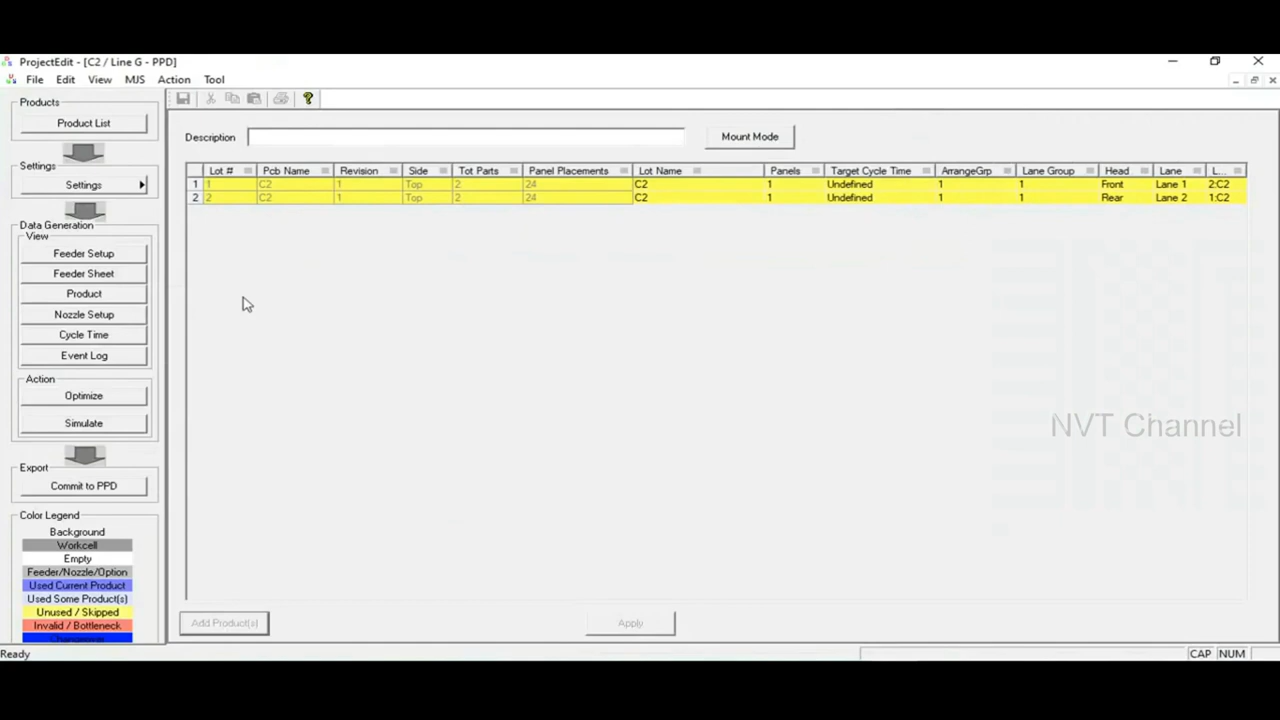 ProjectEdit - [C2 / Line G - PPD]
File Edit View MJS Action Tool
Products
Product List
Settings
Settings
Data Generation
View
Feeder Setup
Feeder Sheet
Product
Nozzle Setup
Cycle Time
Event Log
Action
Optimize
Simulate
Export
Commit to PPD
Color Legend
Background
Workcell
Empty
Feeder/Nozzle/Option
Used Current Product
Used Some Product(s)
Unused / Skipped
Invalid / Bottleneck
Description
Mount Mode
Lot # Pcb Name Revision Side Tot Parts Panel Placements Lot Name Panels Target Cycle Time ArrangeGrp Lane Group Head Lane L...
1 1 C2 1 Top 2 24 C2 1 Undefined 1 1 Front Lane 1 2:C2
2 2 C2 1 Top 2 24 C2 1 Undefined 1 1 Rear Lane 2 1:C2
NVT Channel
Add Product(s)
Apply
Ready
CAP NUM